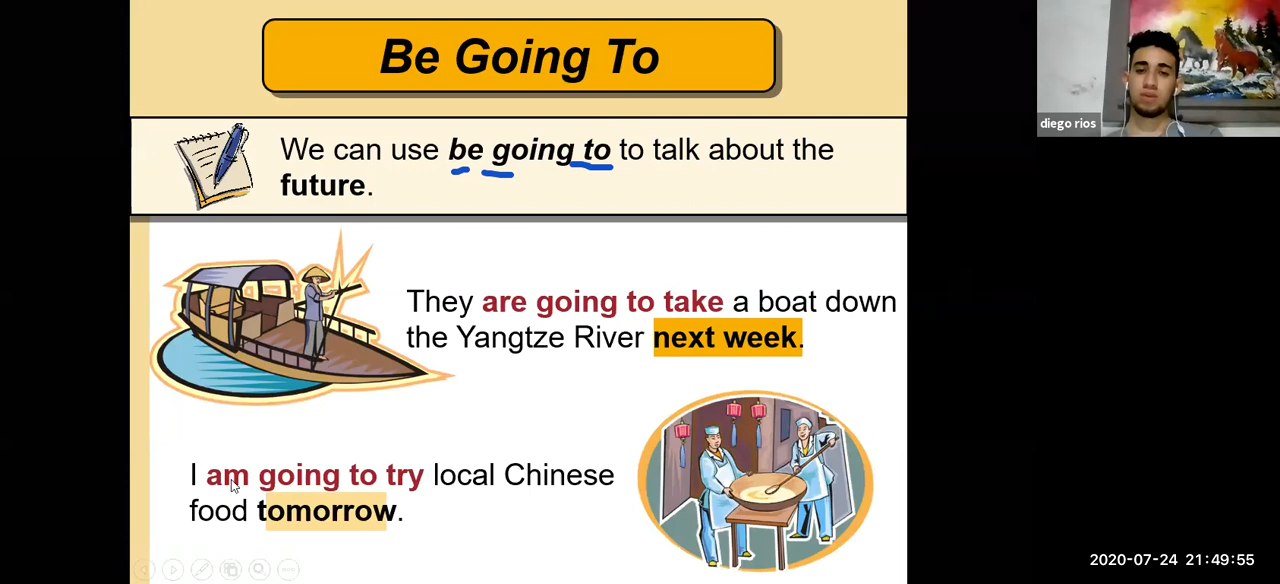 Be Going To
We can use be going to to talk about the
future.
They are going to take a boat down
the Yangtze River next week.
I am going to try local Chinese
food tomorrow.
diego rios
2020-07-24 21:49:55